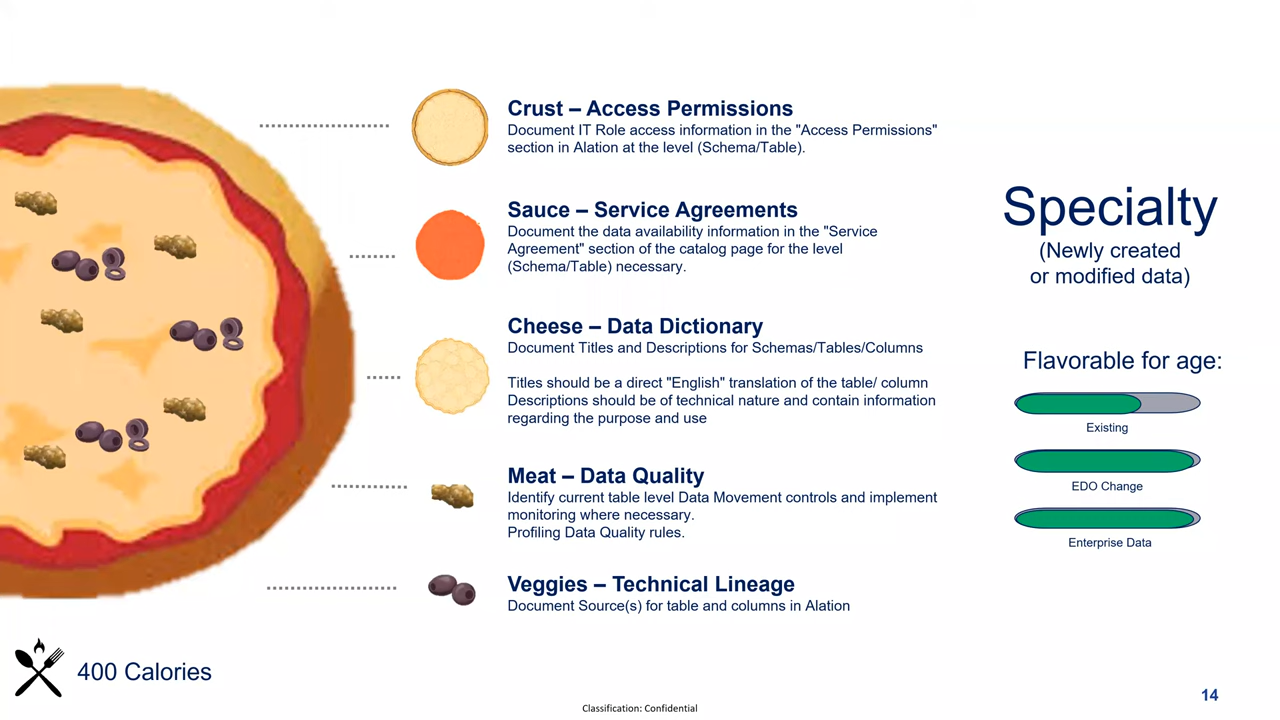 Crust – Access Permissions
Document IT Role access information in the "Access Permissions"
section in Alation at the level (Schema/Table).
Sauce – Service Agreements
Document the data availability information in the "Service
Agreement" section of the catalog page for the level
(Schema/Table) necessary.
Cheese – Data Dictionary
Document Titles and Descriptions for Schemas/Tables/Columns
Titles should be a direct "English" translation of the table/ column
Descriptions should be of technical nature and contain information
regarding the purpose and use
Meat – Data Quality
Identify current table level Data Movement controls and implement
monitoring where necessary.
Profiling Data Quality rules.
Veggies – Technical Lineage
Document Source(s) for table and columns in Alation
Specialty
(Newly created
or modified data)
Flavorable for age:
Existing
EDO Change
Enterprise Data
400 Calories
Classification: Confidential
14